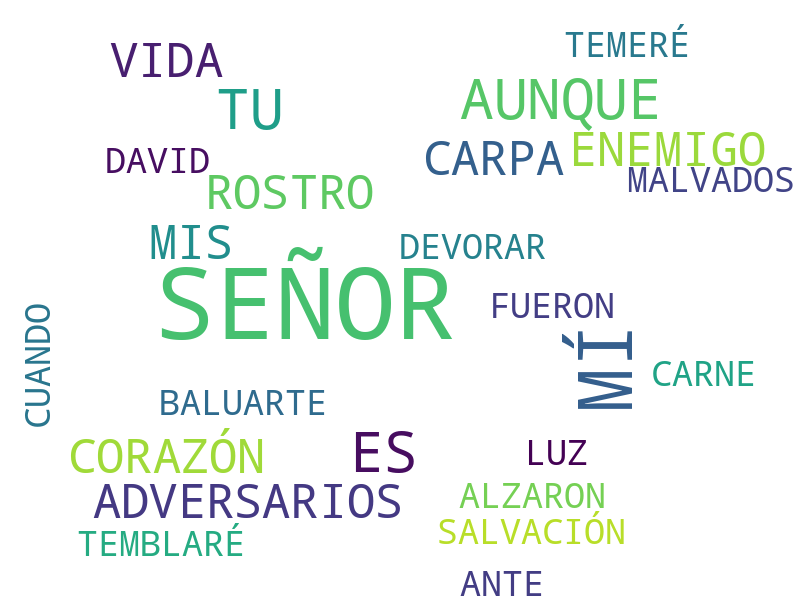 TEMERÉ
VIDA
AUNQUE
TU
ENEMIGO
CARPA
DAVID
MALVADOS
ROSTRO
MIS
DEVORAR
SEÑOR
FUERON
CUANDO
MÍ
CARNE
BALUARTE
ES
LUZ
CORAZÓN
ALZARON
ADVERSARIOS
SALVACIÓN
TEMBLARÉ
ANTE